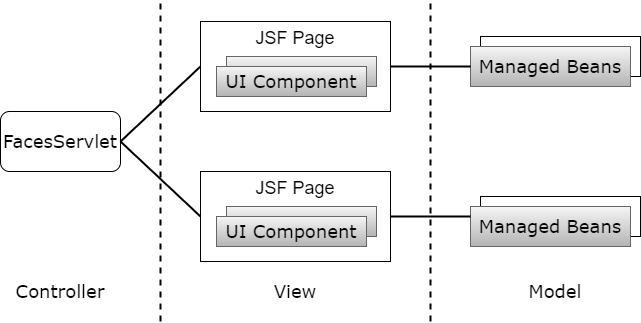 JSF Page
UI Component
Managed Beans
FacesServlet
JSF Page
UI Component
Managed Beans
Controller
View
Model